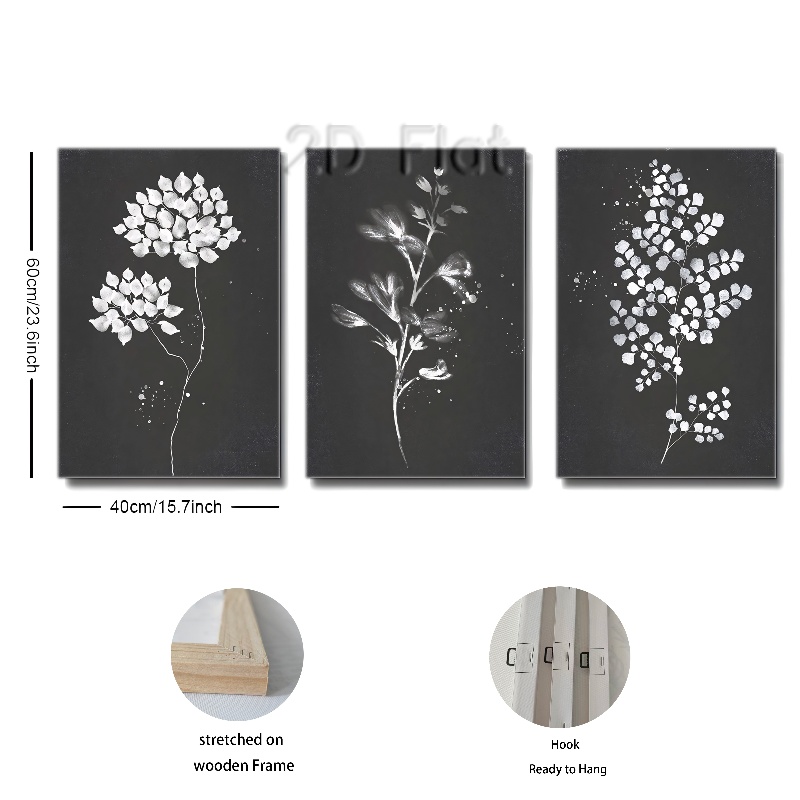 2D Flat
60cm/23.6inch
40cm/15.7inch
stretched on
wooden Frame
Hook
Ready to Hang